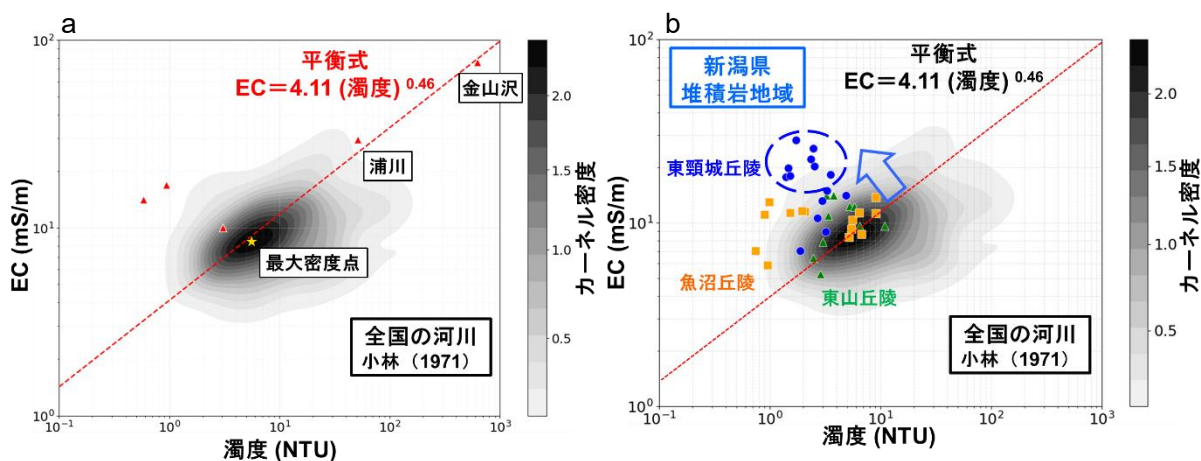 a
平衡式
EC＝4.11 (濁度) 0.46
金山沢
浦川
最大密度点
全国の河川
小林（1971）
EC (mS/m)
10²
10¹
10⁰
10⁻¹
10⁰
10¹
10²
10³
濁度 (NTU)
2.0
1.5
1.0
0.5
カーネル密度
b
新潟県
堆積岩地域
平衡式
EC＝4.11 (濁度) 0.46
東頸城丘陵
魚沼丘陵
東山丘陵
全国の河川
小林（1971）
EC (mS/m)
10²
10¹
10⁰
10⁻¹
10⁰
10¹
10²
10³
濁度 (NTU)
2.0
1.5
1.0
0.5
カーネル密度